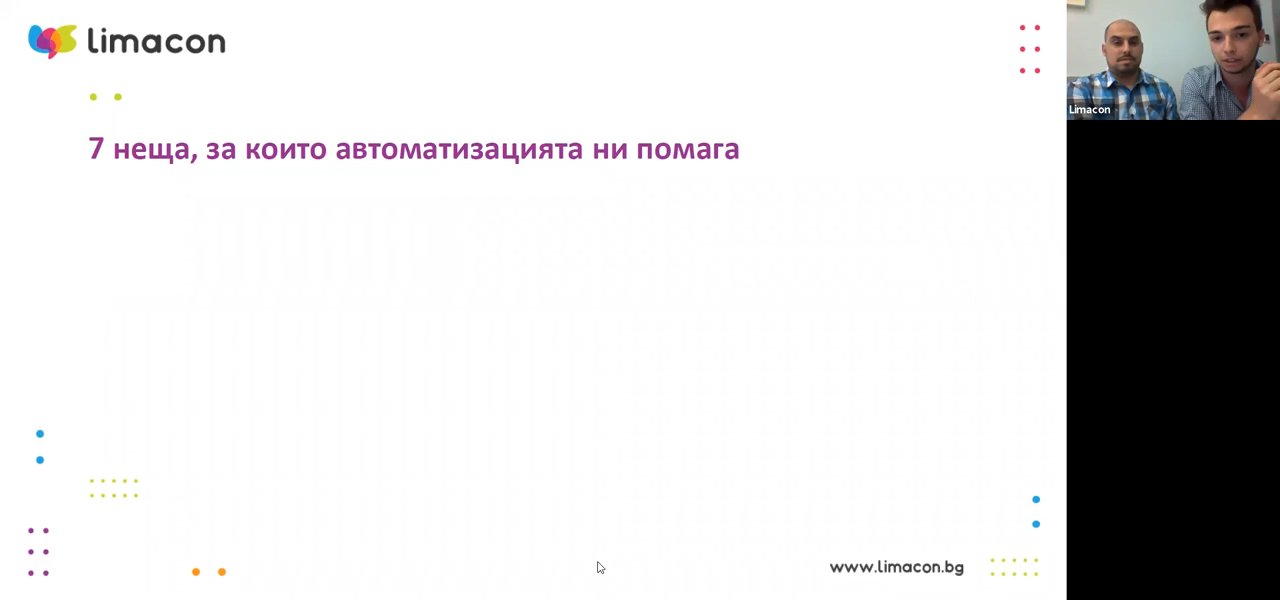 limacon
Limacon
7 неща, за които автоматизацията ни помага
www.limacon.bg